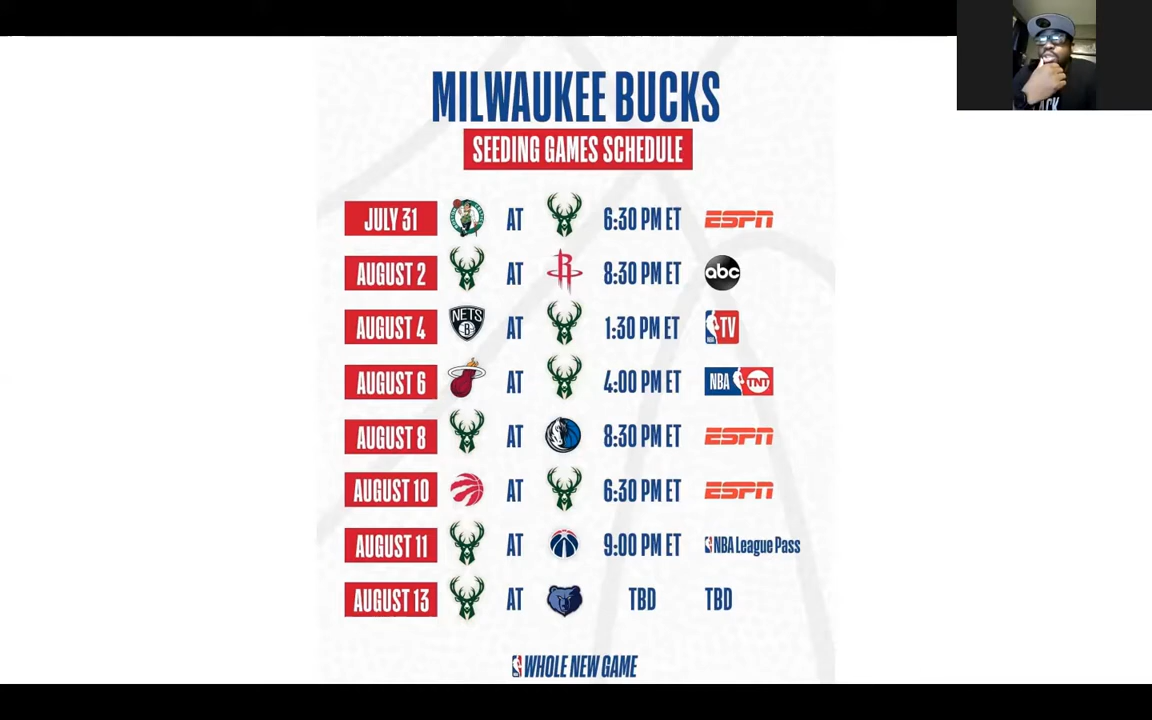 MILWAUKEE BUCKS
SEEDING GAMES SCHEDULE
JULY 31 AT 6:30 PM ET ESPN
AUGUST 2 AT R 8:30 PM ET abc
AUGUST 4 NETS B AT 1:30 PM ET TV
AUGUST 6 AT 4:00 PM ET NBA TNT
AUGUST 8 AT 8:30 PM ET ESPN
AUGUST 10 AT 6:30 PM ET ESPN
AUGUST 11 AT 9:00 PM ET NBA League Pass
AUGUST 13 AT TBD TBD
WHOLE NEW GAME